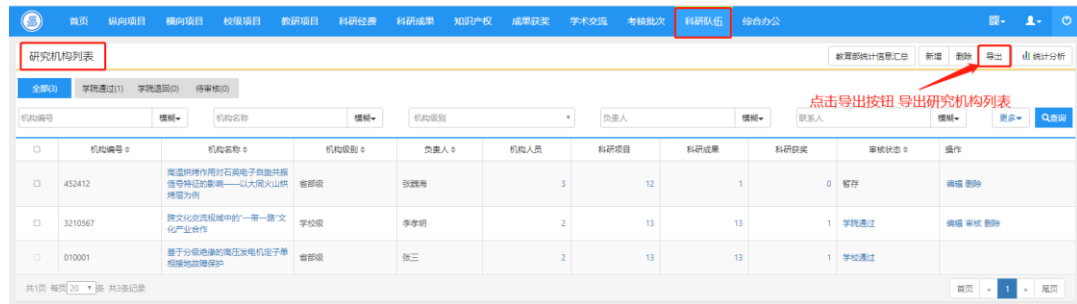 首页 纵向项目 横向项目 校级项目 教研项目 科研经费 科研成果 知识产权 成果获奖 学术交流 考核批次 科研队伍 综合办公
研究机构列表 教育部统计信息汇总 新增 删除 导出 统计分析
全部(3) 学院通过(1) 学院退回(0) 待审核(0)
点击导出按钮 导出研究机构列表
机构编号 模糊 机构名称 模糊 机构级别 负责人 模糊 联系人 模糊 更多 查询
机构编号 机构名称 机构级别 负责人 机构人员 科研项目 科研成果 科研获奖 审核状态 操作
高温烘烤作用对石英电子自旋共振
452412 信号特征的影响——以大同火山烘 省部级 张魏海 3 12 1 0 暂存 编辑 删除
烤层为例
跨文化交流视域中的“一带一路”文
3210567 化产业合作 学校级 李孝明 2 13 13 1 学院通过 编辑 审核 删除
基于分级绝缘的高压发电机定子单
010001 相接地故障保护 省部级 张三 2 13 13 1 学校通过
共1页 每页 20 条 共3条记录 首页 « 1 » 尾页